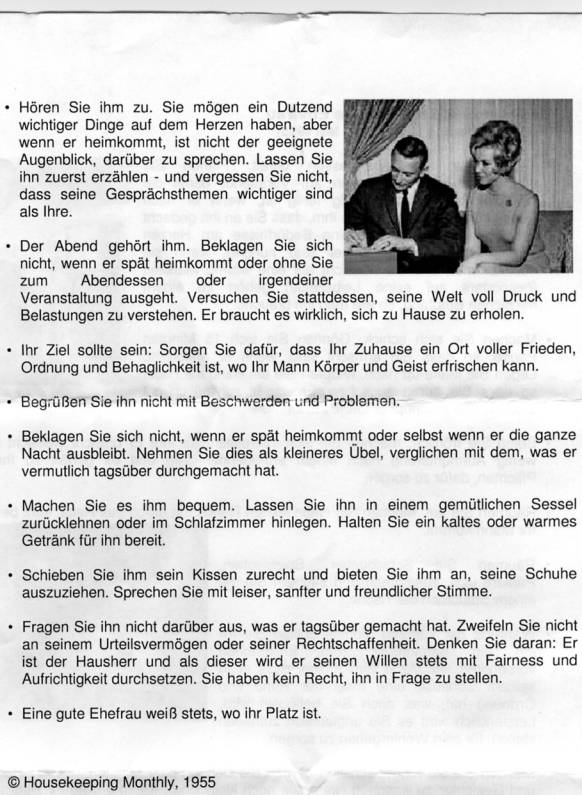 • Hören Sie ihm zu. Sie mögen ein Dutzend
wichtiger Dinge auf dem Herzen haben, aber
wenn er heimkommt, ist nicht der geeignete
Augenblick, darüber zu sprechen. Lassen Sie
ihn zuerst erzählen - und vergessen Sie nicht,
dass seine Gesprächsthemen wichtiger sind
als Ihre.
• Der Abend gehört ihm. Beklagen Sie sich
nicht, wenn er spät heimkommt oder ohne Sie
zum Abendessen oder irgendeiner
Veranstaltung ausgeht. Versuchen Sie stattdessen, seine Welt voll Druck und
Belastungen zu verstehen. Er braucht es wirklich, sich zu Hause zu erholen.
• Ihr Ziel sollte sein: Sorgen Sie dafür, dass Ihr Zuhause ein Ort voller Frieden,
Ordnung und Behaglichkeit ist, wo Ihr Mann Körper und Geist erfrischen kann.
• Begrüßen Sie ihn nicht mit Beschwerden und Problemen.
• Beklagen Sie sich nicht, wenn er spät heimkommt oder selbst wenn er die ganze
Nacht ausbleibt. Nehmen Sie dies als kleineres Übel, verglichen mit dem, was er
vermutlich tagsüber durchgemacht hat.
• Machen Sie es ihm bequem. Lassen Sie ihn in einem gemütlichen Sessel
zurücklehnen oder im Schlafzimmer hinlegen. Halten Sie ein kaltes oder warmes
Getränk für ihn bereit.
• Schieben Sie ihm sein Kissen zurecht und bieten Sie ihm an, seine Schuhe
auszuziehen. Sprechen Sie mit leiser, sanfter und freundlicher Stimme.
• Fragen Sie ihn nicht darüber aus, was er tagsüber gemacht hat. Zweifeln Sie nicht
an seinem Urteilsvermögen oder seiner Rechtschaffenheit. Denken Sie daran: Er
ist der Hausherr und als dieser wird er seinen Willen stets mit Fairness und
Aufrichtigkeit durchsetzen. Sie haben kein Recht, ihn in Frage zu stellen.
• Eine gute Ehefrau weiß stets, wo ihr Platz ist.
© Housekeeping Monthly, 1955